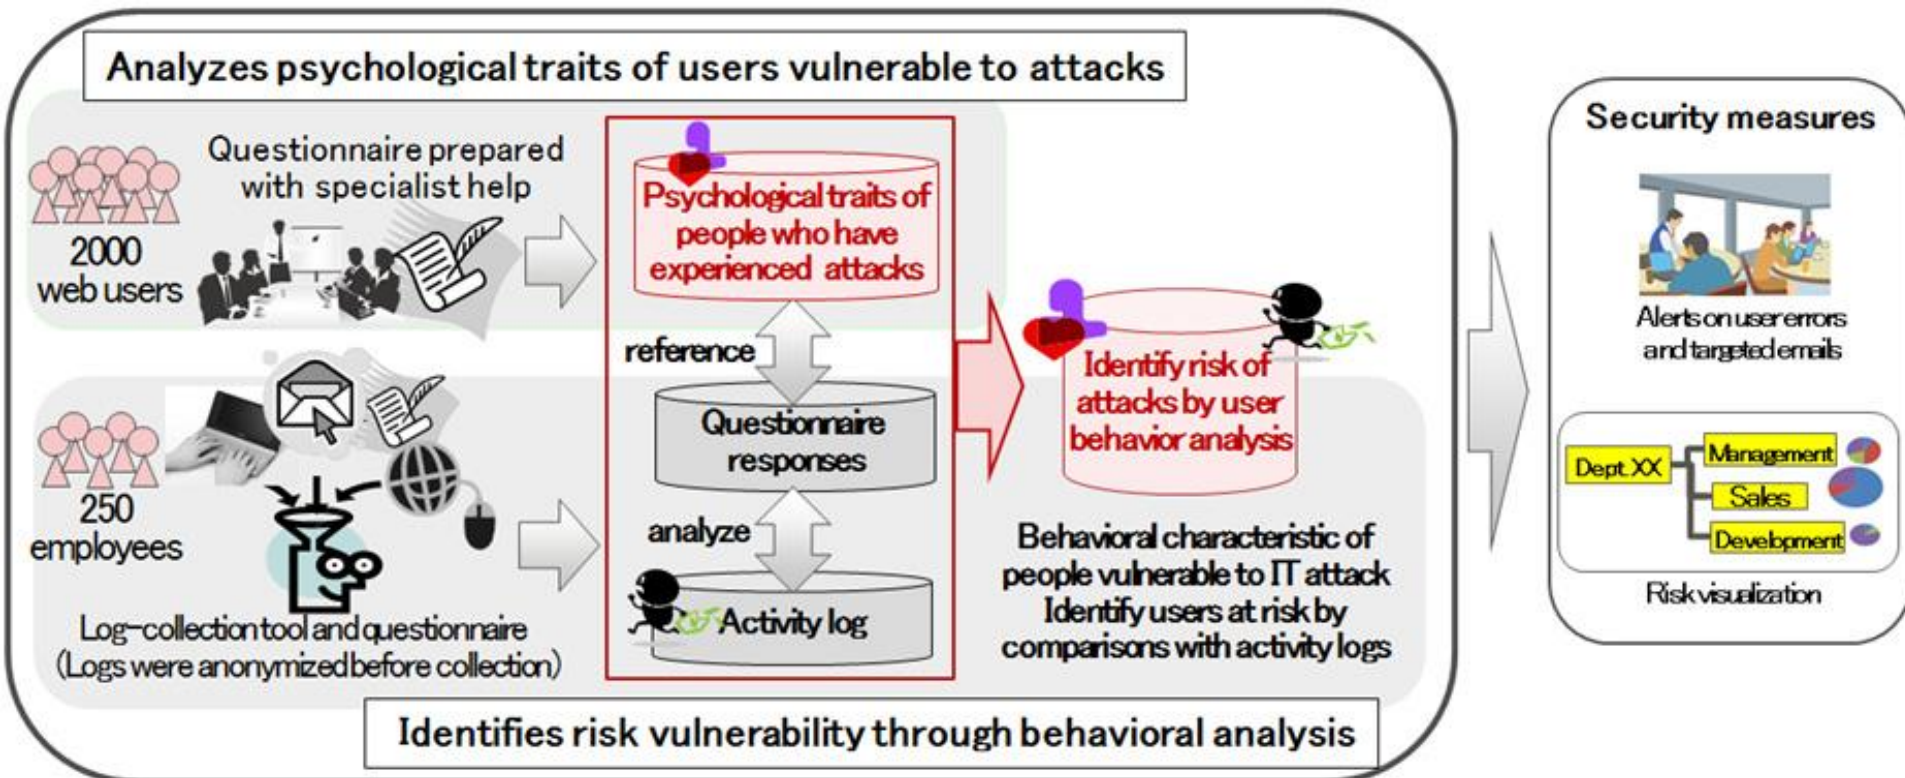 Analyzes psychological traits of users vulnerable to attacks
Questionnaire prepared
with specialist help
2000
web users
Psychological traits of
people who have
experienced attacks
reference
Questionnaire
responses
analyze
Activity log
250
employees
Log-collection tool and questionnaire
(Logs were anonymized before collection)
Identify risk of
attacks by user
behavior analysis
Behavioral characteristic of
people vulnerable to IT attack
Identify users at risk by
comparisons with activity logs
Identifies risk vulnerability through behavioral analysis
Security measures
Alerts on user errors
and targeted emails
Dept. XX
Management
Sales
Development
Risk visualization